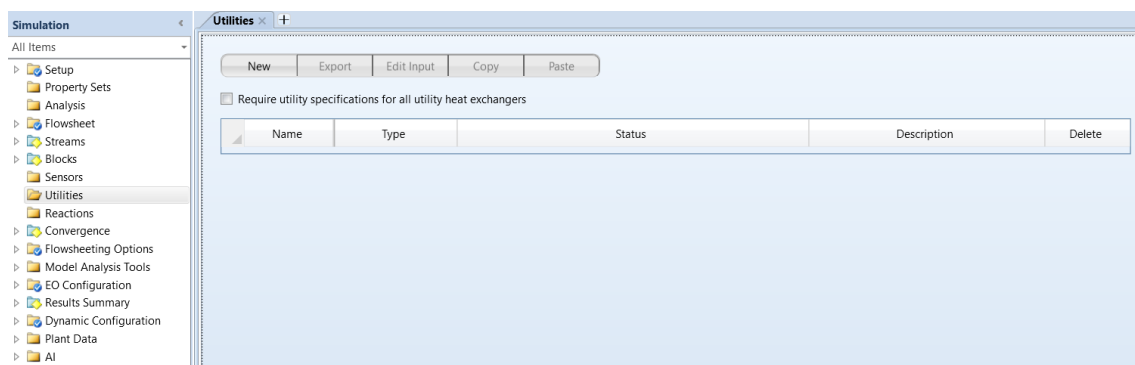 Simulation
All Items
Setup
Property Sets
Analysis
Flowsheet
Streams
Blocks
Sensors
Utilities
Reactions
Convergence
Flowsheeting Options
Model Analysis Tools
EO Configuration
Results Summary
Dynamic Configuration
Plant Data
AI
Utilities
New Export Edit Input Copy Paste
Require utility specifications for all utility heat exchangers
Name Type Status Description Delete